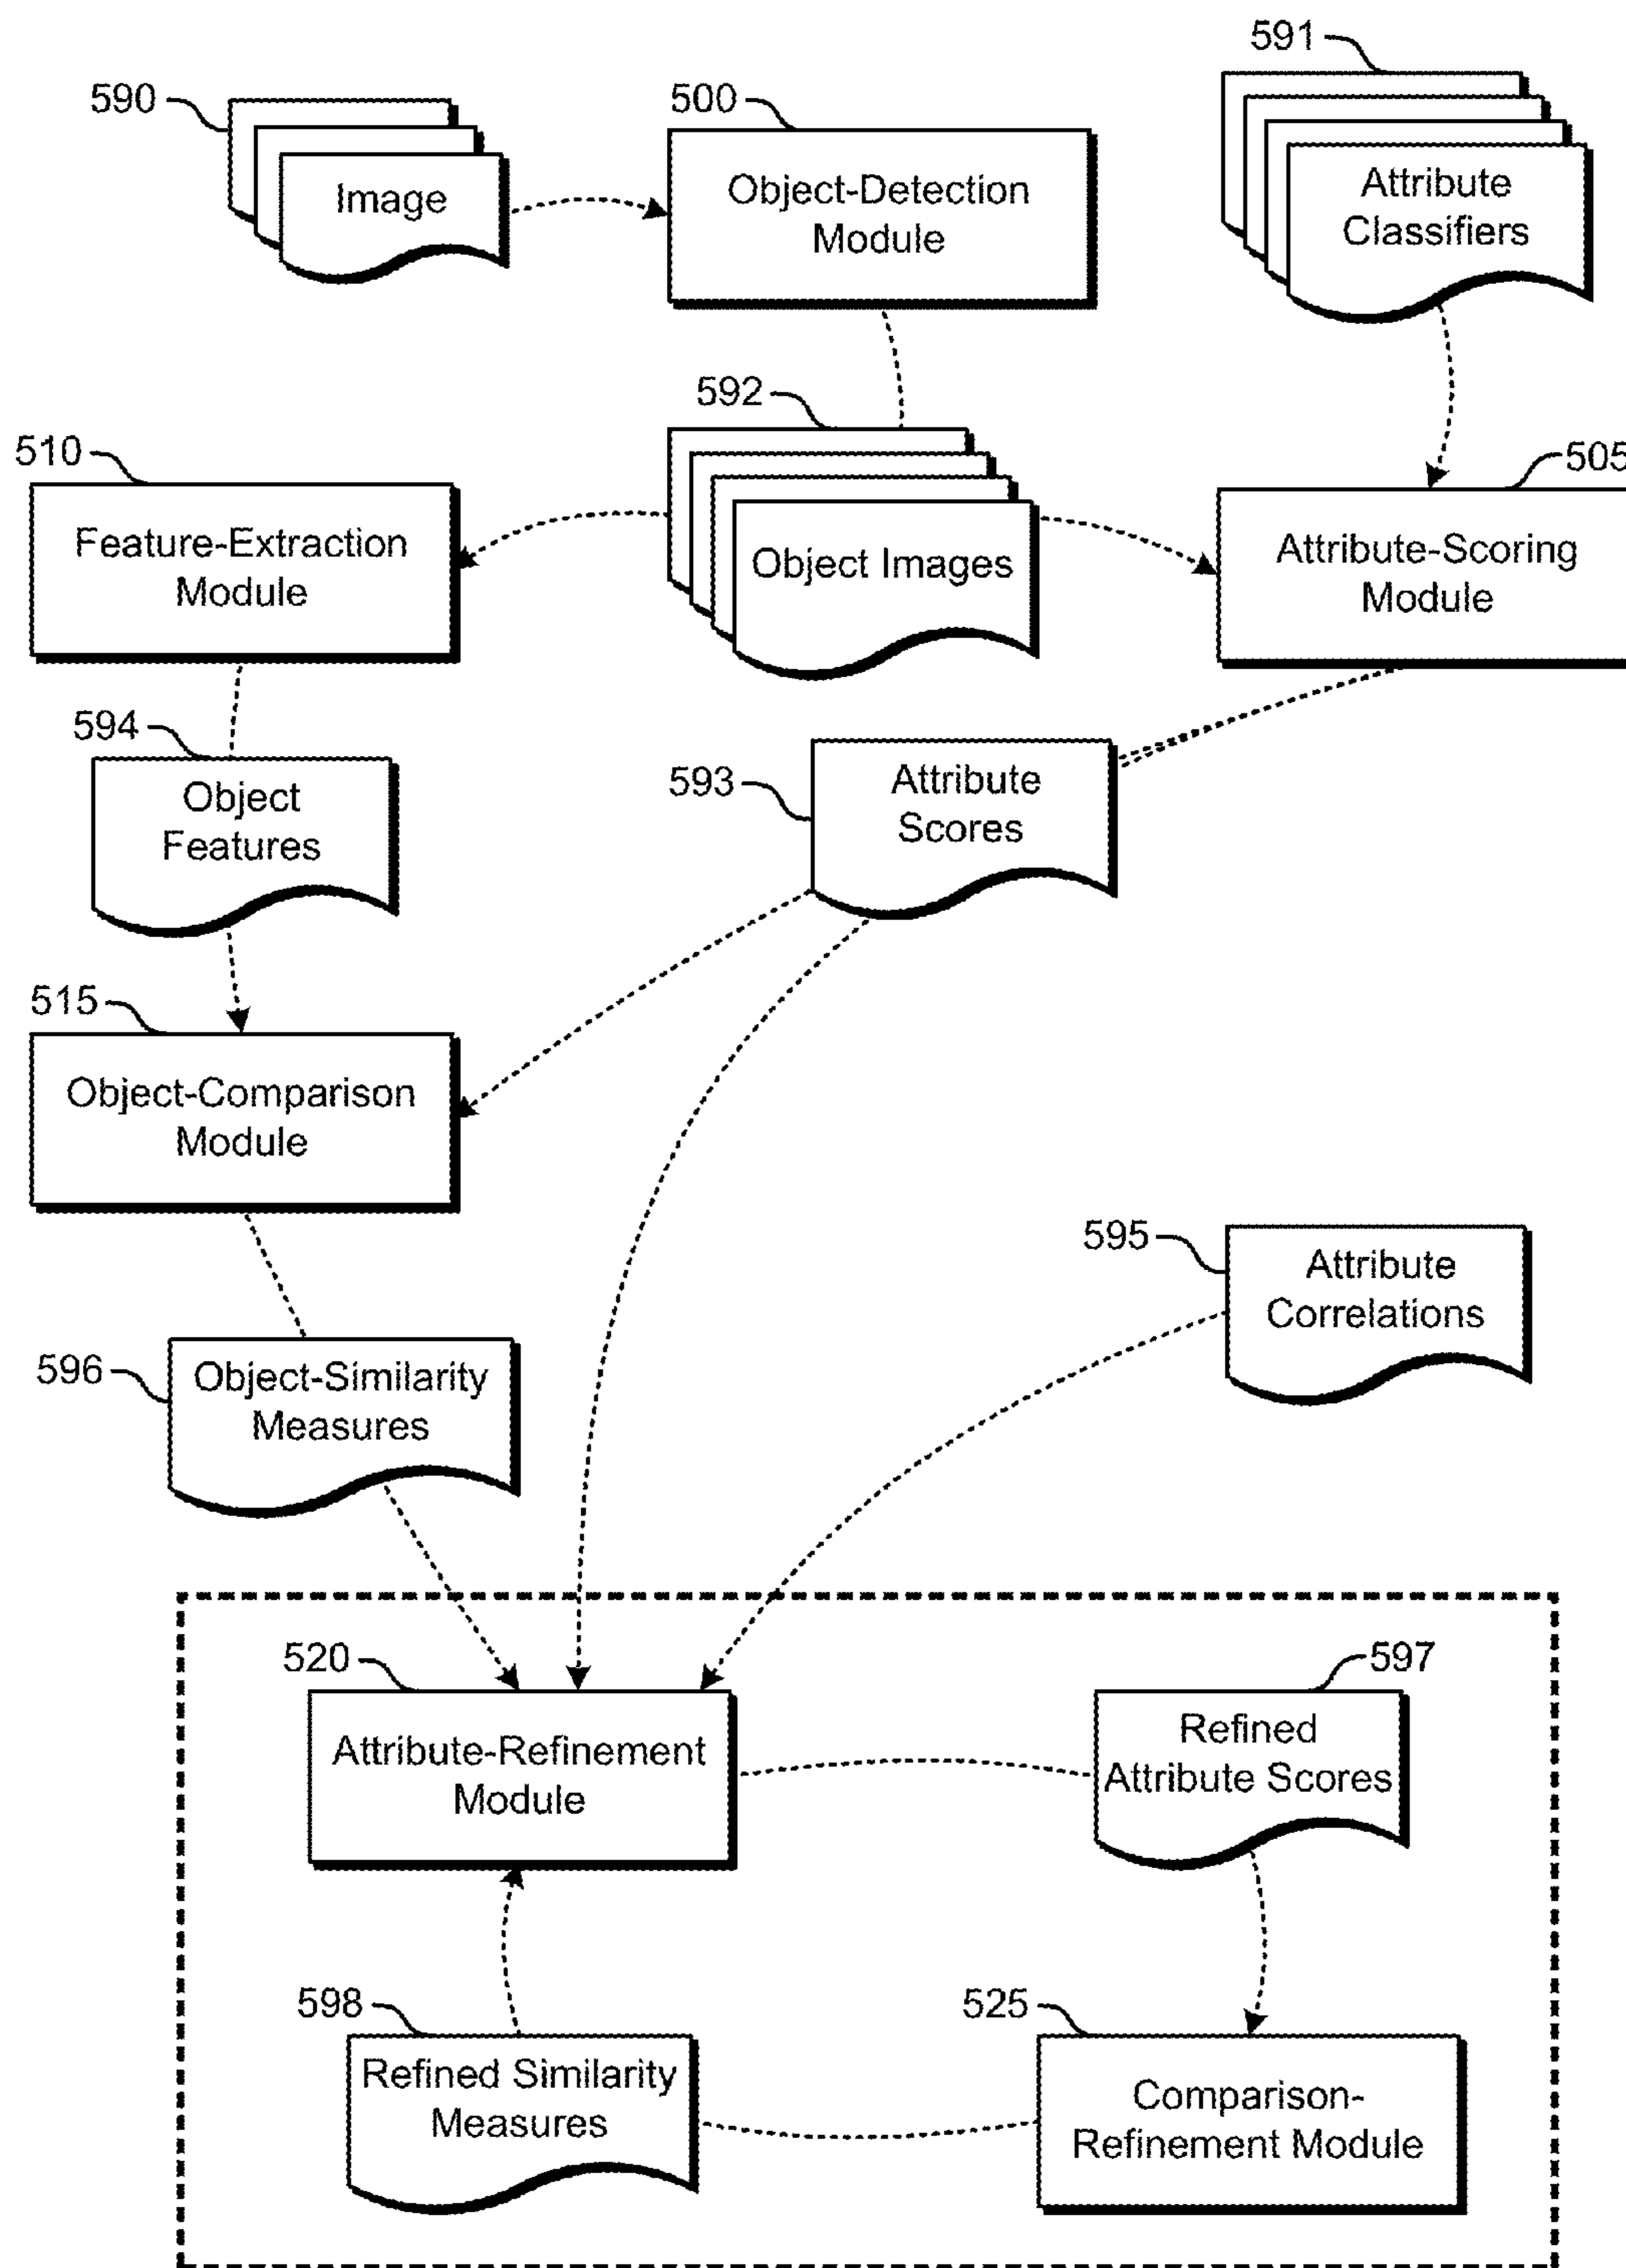 591
590
500
Image
Object-Detection
Module
Attribute
Classifiers
592
510
505
Feature-Extraction
Module
Object Images
Attribute-Scoring
Module
594
593
Object
Features
Attribute
Scores
515
Object-Comparison
Module
595
Attribute
Correlations
596
Object-Similarity
Measures
520
597
Attribute-Refinement
Module
Refined
Attribute Scores
598
525
Refined Similarity
Measures
Comparison-
Refinement Module